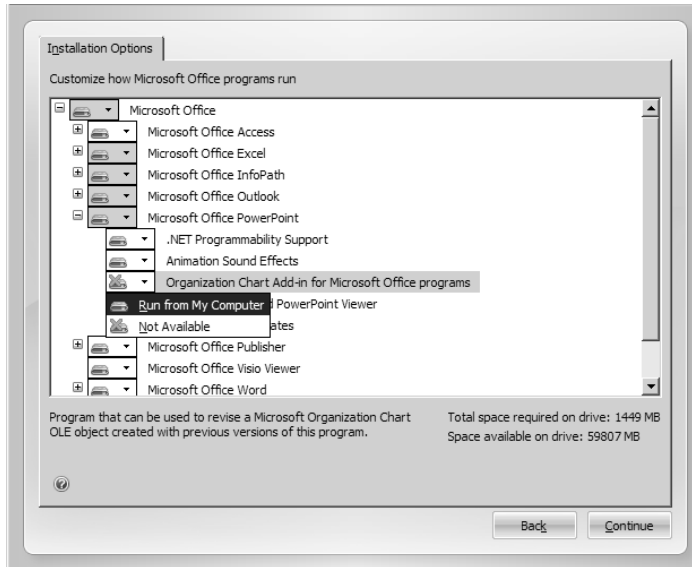 Installation Options
Customize how Microsoft Office programs run
Microsoft Office
Microsoft Office Access
Microsoft Office Excel
Microsoft Office InfoPath
Microsoft Office Outlook
Microsoft Office PowerPoint
.NET Programmability Support
Animation Sound Effects
Organization Chart Add-in for Microsoft Office programs
Run from My Computer PowerPoint Viewer
Not Available ates
Microsoft Office Publisher
Microsoft Office Visio Viewer
Microsoft Office Word
Program that can be used to revise a Microsoft Organization Chart
OLE object created with previous versions of this program.
Total space required on drive: 1449 MB
Space available on drive: 59807 MB
Back Continue